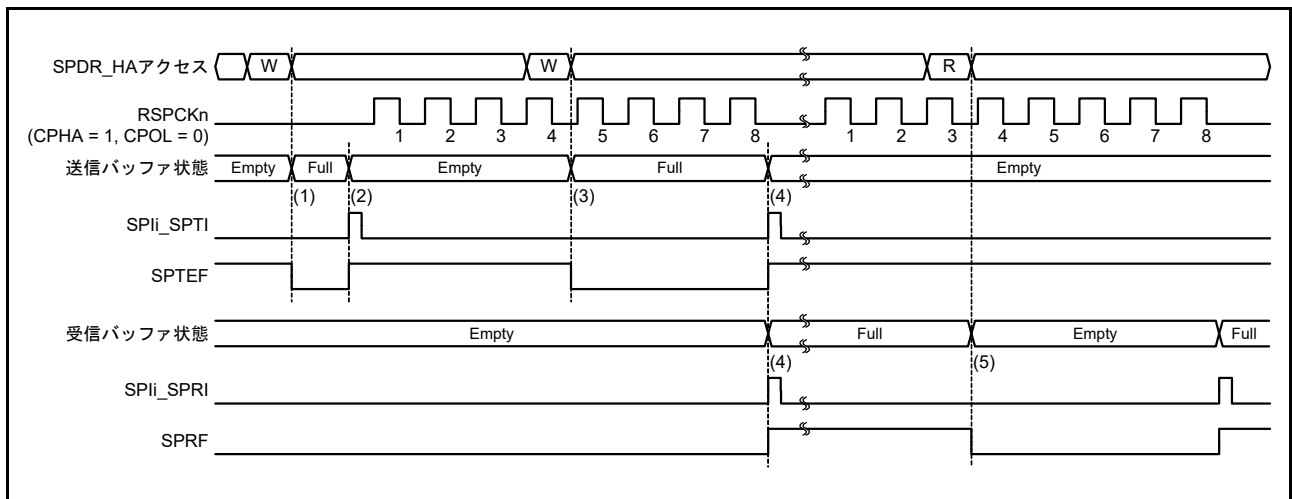 SPDR_HAアクセス W W R
RSPCKn
(CPHA = 1, CPOL = 0)
1 2 3 4 5 6 7 8 1 2 3 4 5 6 7 8
送信バッファ状態 Empty Full Empty Full Empty
(1) (2) (3) (4)
SPIi_SPTI
SPTEF
受信バッファ状態 Empty Full Empty Full
(4) (5)
SPIi_SPRI
SPRF